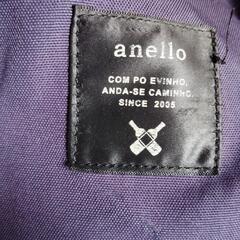 anello
COM PO EVINHO,
ANDA-SE CAMINHO.
SINCE 2005